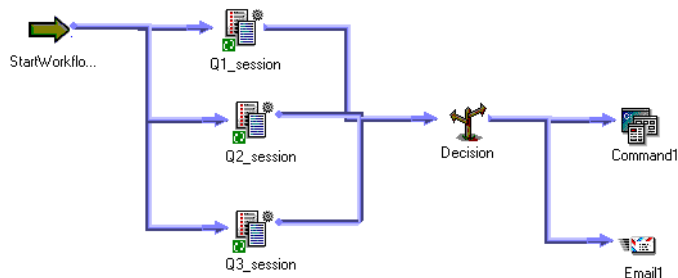 StartWorkflo...
Q1_session
Q2_session
Decision
Command1
Q3_session
Email1